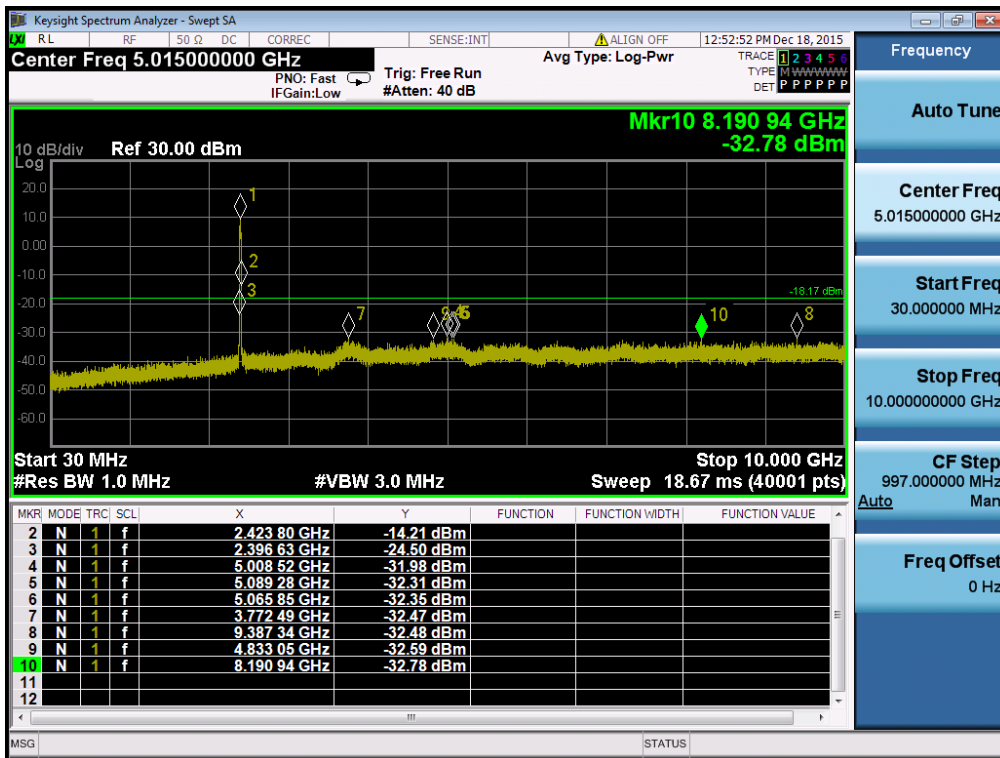 Keysight Spectrum Analyzer - Swept SA
LXI RL RF 50 Ω DC CORREC SENSE:INT ALIGN OFF 12:52:52 PM Dec 18, 2015
Center Freq 5.015000000 GHz
PNO: Fast
IFGain:Low
Trig: Free Run
#Atten: 40 dB
Avg Type: Log-Pwr
TRACE 1 2 3 4 5 6
TYPE M WWWWW
DET P P P P P P
Mkr10 8.190 94 GHz
-32.78 dBm
10 dB/div Ref 30.00 dBm
Log
20.0
10.0
0.00
-10.0
-20.0
-30.0
-40.0
-50.0
-60.0
1
2
3
-18.17 dBm
7
9
4
6
10
8
Start 30 MHz Stop 10.000 GHz
#Res BW 1.0 MHz #VBW 3.0 MHz Sweep 18.67 ms (40001 pts)
MKR MODE TRC SCL X Y FUNCTION FUNCTION WIDTH FUNCTION VALUE
2 N 1 f 2.423 80 GHz -14.21 dBm
3 N 1 f 2.396 63 GHz -24.50 dBm
4 N 1 f 5.008 52 GHz -31.98 dBm
5 N 1 f 5.089 28 GHz -32.31 dBm
6 N 1 f 5.065 85 GHz -32.35 dBm
7 N 1 f 3.772 49 GHz -32.47 dBm
8 N 1 f 9.387 34 GHz -32.48 dBm
9 N 1 f 4.833 05 GHz -32.59 dBm
10 N 1 f 8.190 94 GHz -32.78 dBm
11
12
MSG STATUS
Frequency
Auto Tune
Center Freq
5.015000000 GHz
Start Freq
30.000000 MHz
Stop Freq
10.000000000 GHz
CF Step
997.000000 MHz
Auto Man
Freq Offset
0 Hz